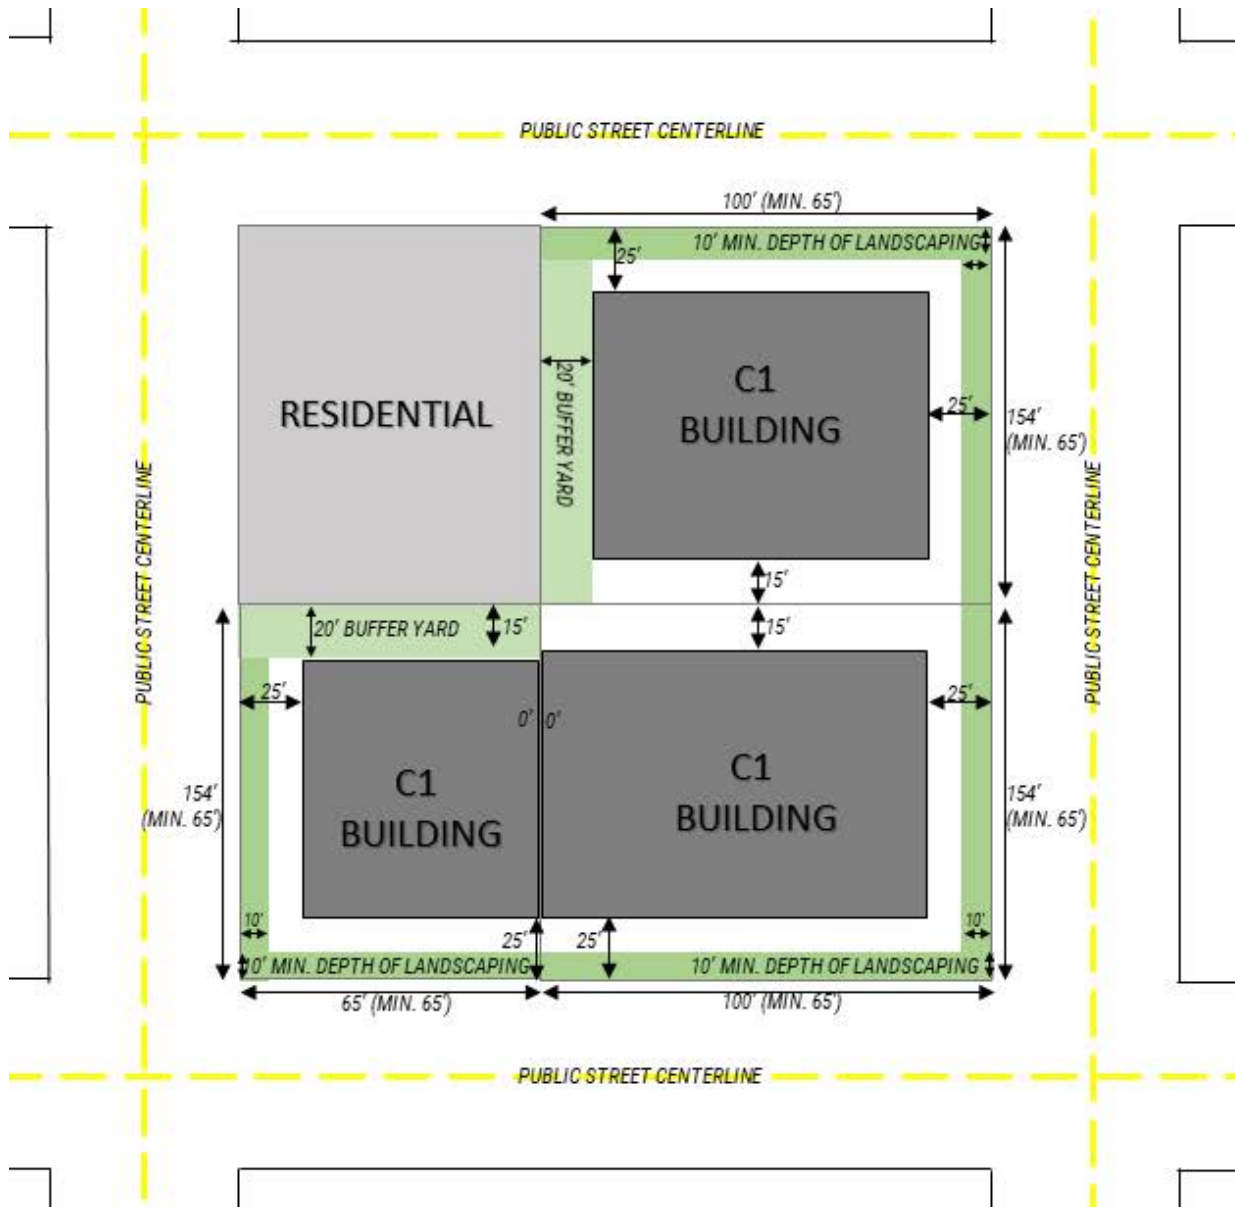 PUBLIC STREET CENTERLINE
100' (MIN. 65')
10' MIN. DEPTH OF LANDSCAPING
25'
20' BUFFER YARD
C1
BUILDING
RESIDENTIAL
25'
154'
(MIN. 65')
PUBLIC STREET CENTERLINE
PUBLIC STREET CENTERLINE
15'
20' BUFFER YARD
15'
15'
25'
25'
0'
0'
C1
BUILDING
C1
BUILDING
154'
(MIN. 65')
154'
(MIN. 65')
10'
10'
25'
25'
10' MIN. DEPTH OF LANDSCAPING
10' MIN. DEPTH OF LANDSCAPING
65' (MIN. 65')
100' (MIN. 65')
PUBLIC STREET CENTERLINE